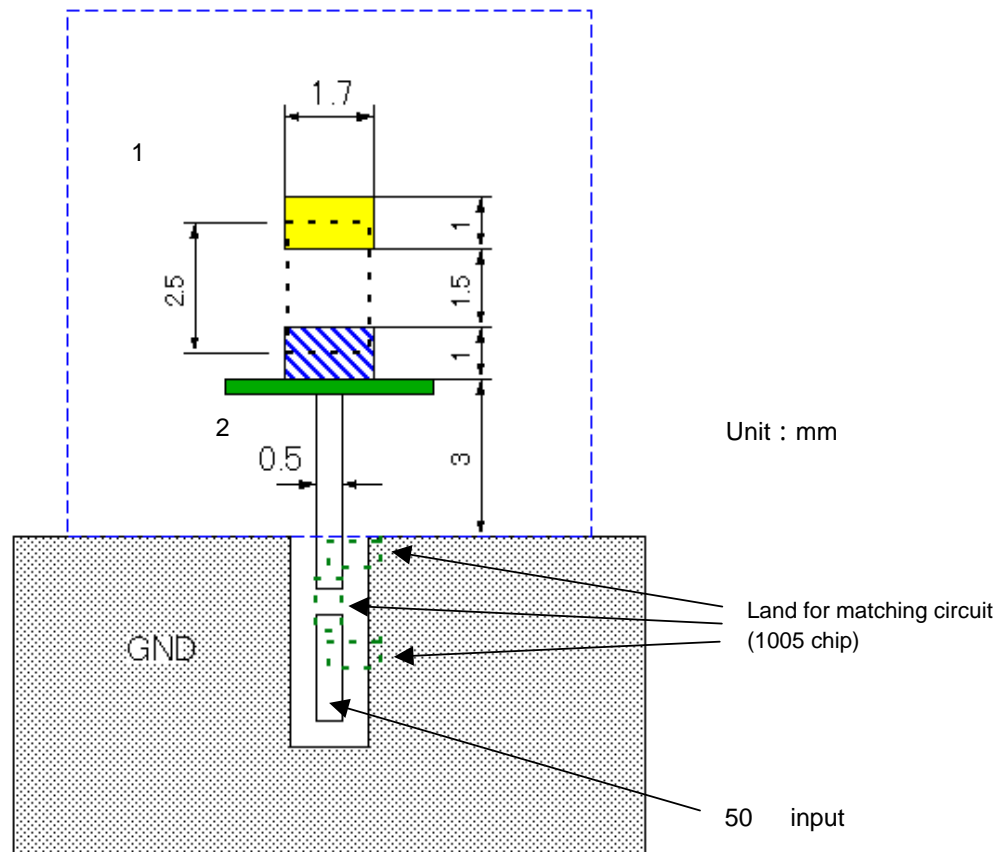 1.7
1
1
2.5
1.5
1
2
0.5
3
Unit : mm
GND
Land for matching circuit
(1005 chip)
50 input